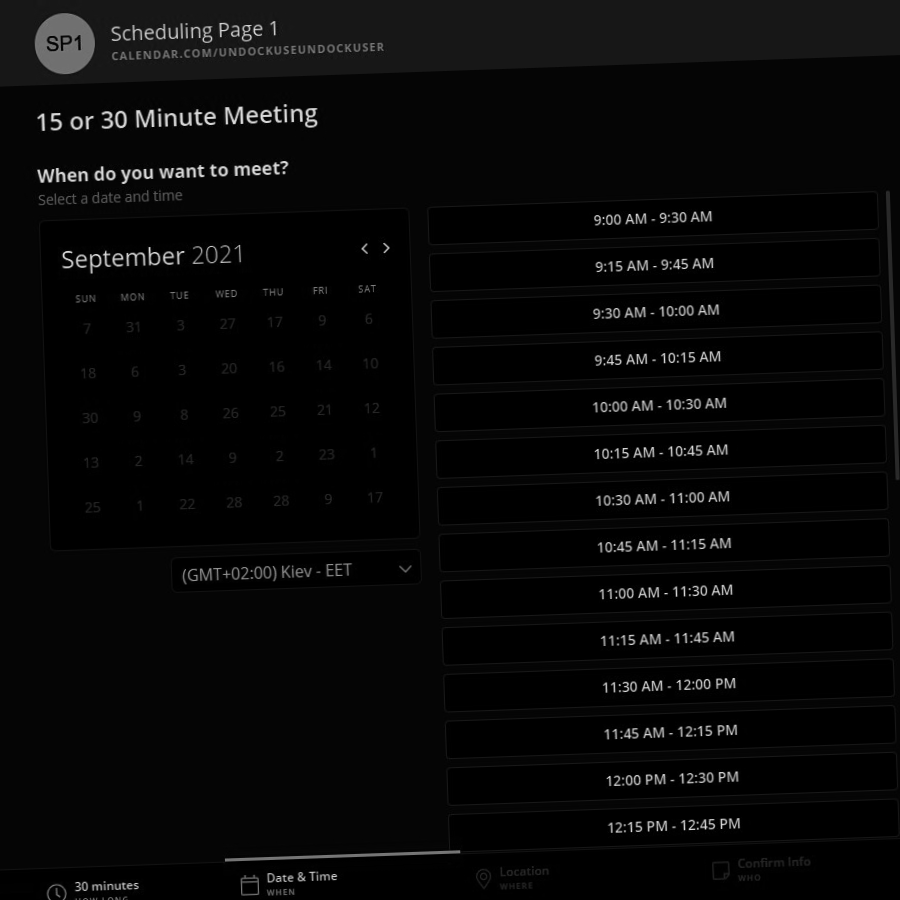 SP1
Scheduling Page 1
CALENDAR.COM/UNDOCKUSEUNDOCKUSER
15 or 30 Minute Meeting
When do you want to meet?
Select a date and time
September 2021
SUN MON TUE WED THU FRI SAT
7 31 3 27 17 9 6
18 6 3 20 16 14 10
30 9 8 26 25 21 12
13 2 14 9 2 23 1
25 1 22 28 28 9 17
(GMT+02:00) Kiev - EET
9:00 AM - 9:30 AM
9:15 AM - 9:45 AM
9:30 AM - 10:00 AM
9:45 AM - 10:15 AM
10:00 AM - 10:30 AM
10:15 AM - 10:45 AM
10:30 AM - 11:00 AM
10:45 AM - 11:15 AM
11:00 AM - 11:30 AM
11:15 AM - 11:45 AM
11:30 AM - 12:00 PM
11:45 AM - 12:15 PM
12:00 PM - 12:30 PM
12:15 PM - 12:45 PM
30 minutes
HOW LONG
Date & Time
WHEN
Location
WHERE
Confirm Info
WHO